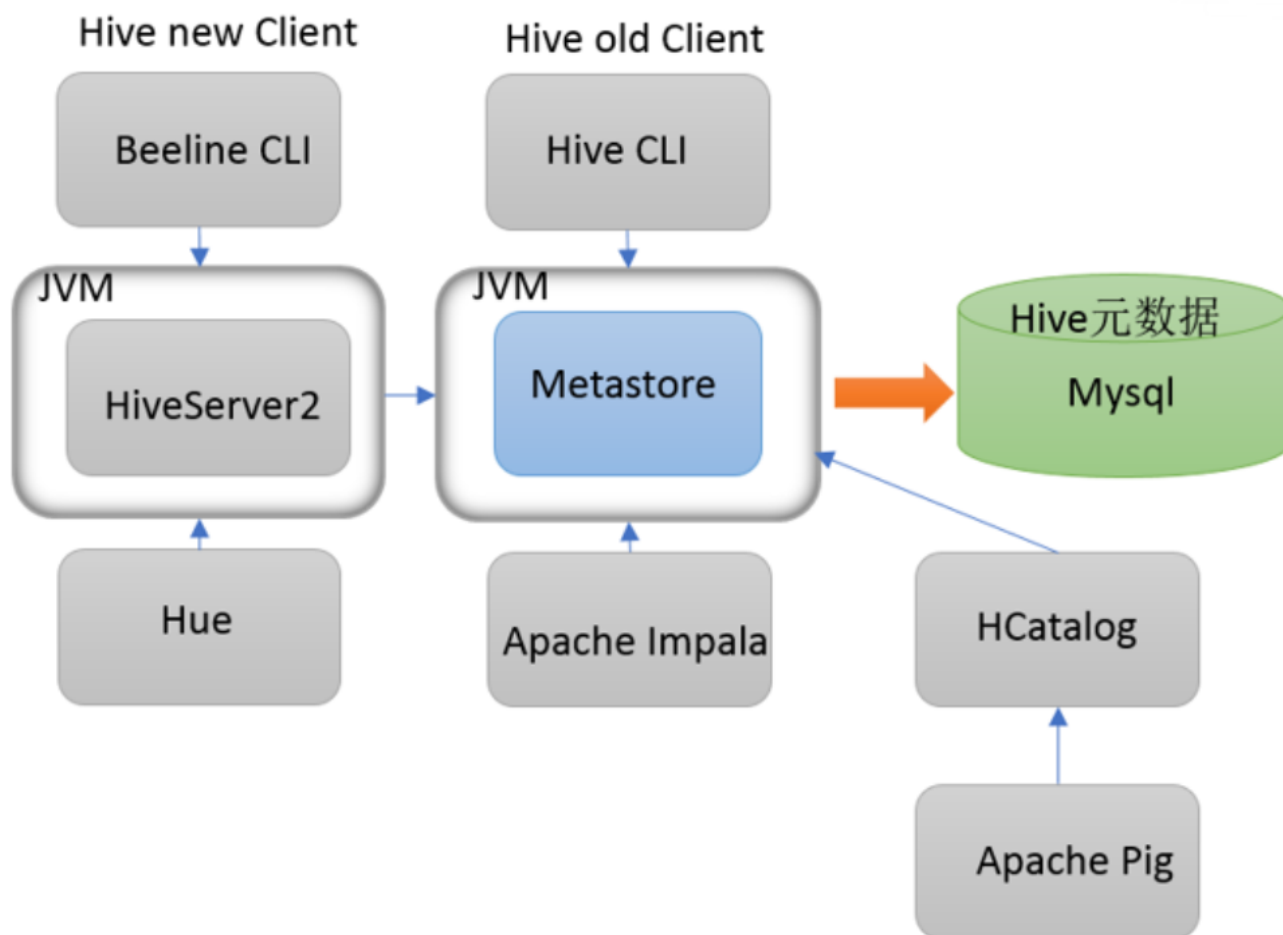 Hive new Client
Hive old Client
Beeline CLI
Hive CLI
JVM
JVM
Hive元数据
HiveServer2
Metastore
Mysql
Hue
Apache Impala
HCatalog
Apache Pig